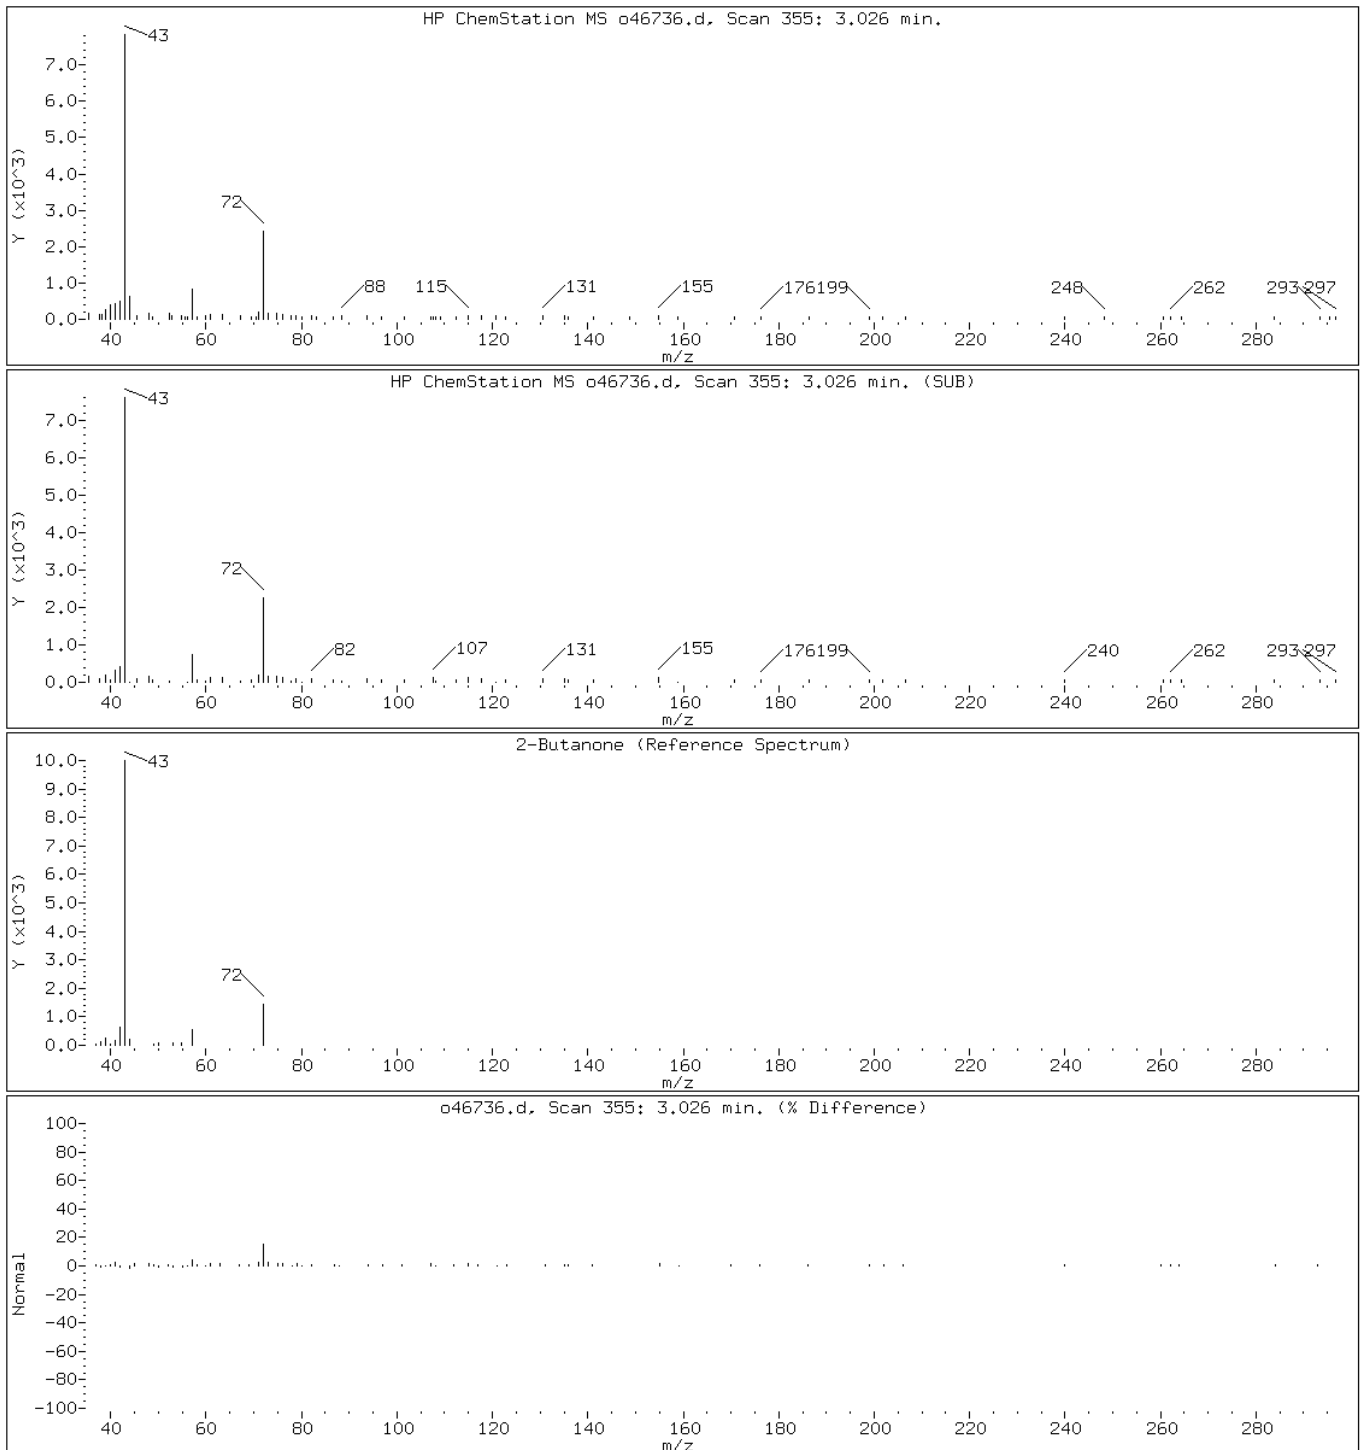 HP ChemStation MS o46736.d, Scan 355: 3.026 min.
43
7.0
6.0
5.0
4.0
3.0
72
2.0
1.0
88 115 131 155 176 199 248 262 293 297
0.0
40 60 80 100 120 140 160 180 200 220 240 260 280
m/z
Y (x10^3)
HP ChemStation MS o46736.d, Scan 355: 3.026 min. (SUB)
43
7.0
6.0
5.0
4.0
3.0
72
2.0
1.0
82 107 131 155 176 199 240 262 293 297
0.0
40 60 80 100 120 140 160 180 200 220 240 260 280
m/z
Y (x10^3)
2-Butanone (Reference Spectrum)
10.0
43
9.0
8.0
7.0
6.0
5.0
4.0
3.0
72
2.0
1.0
0.0
40 60 80 100 120 140 160 180 200 220 240 260 280
m/z
Y (x10^3)
o46736.d, Scan 355: 3.026 min. (% Difference)
100
80
60
40
20
0
-20
-40
-60
-80
-100
40 60 80 100 120 140 160 180 200 220 240 260 280
m/z
Normal